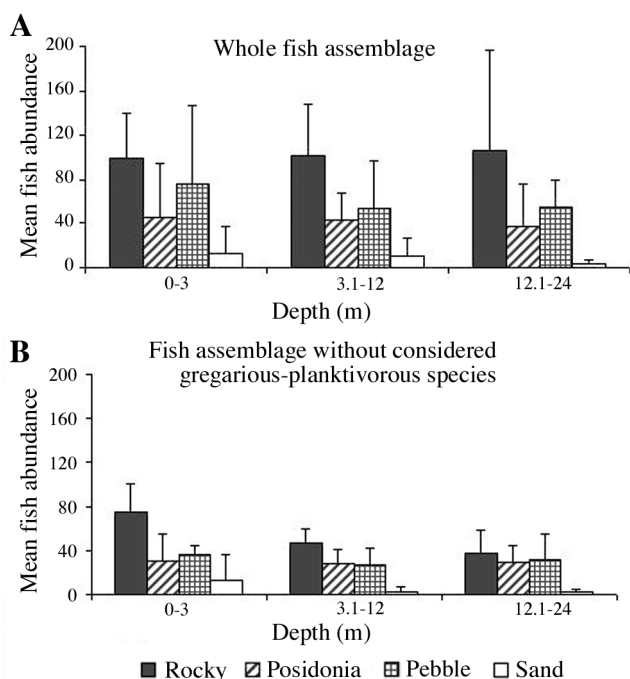 A
Whole fish assemblage
Mean fish abundance
200
160
120
80
40
0
0-3
3.1-12
12.1-24
Depth (m)
B
Fish assemblage without considered
gregarious-planktivorous species
Mean fish abundance
200
160
120
80
40
0
0-3
3.1-12
12.1-24
Depth (m)
Rocky Posidonia Pebble Sand